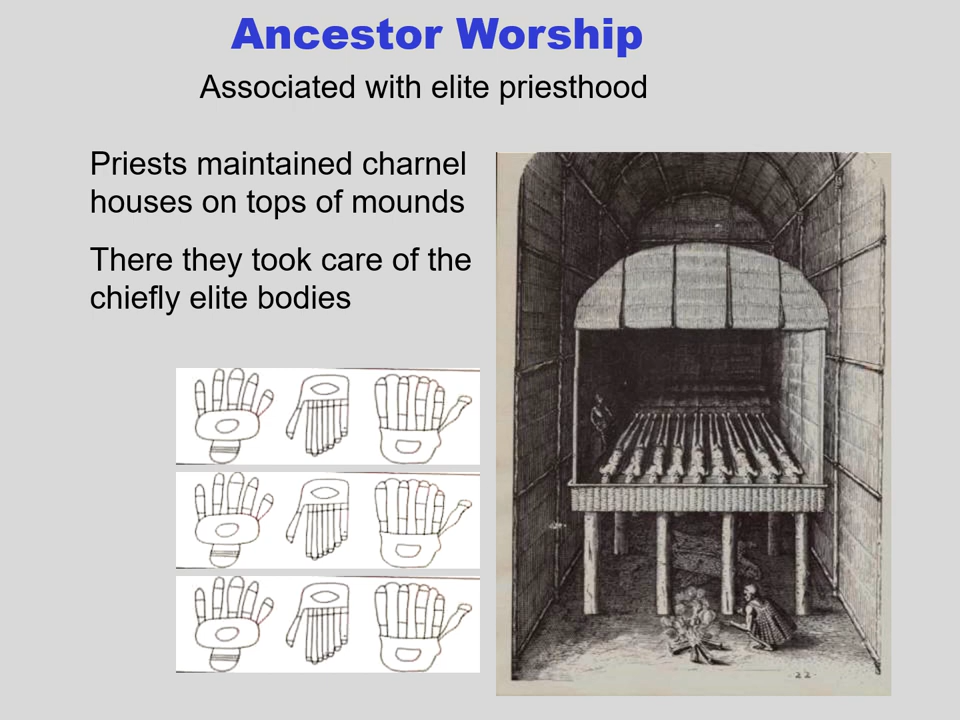 Ancestor Worship
Associated with elite priesthood
Priests maintained charnel
houses on tops of mounds
There they took care of the
chiefly elite bodies
22